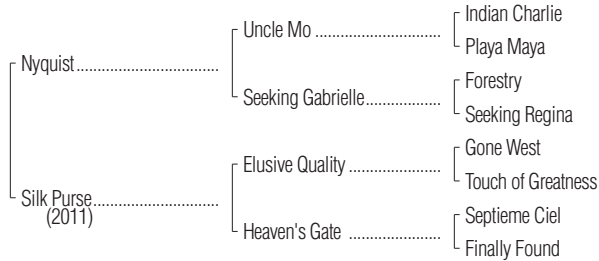 Indian Charlie
Uncle Mo ..............................
Playa Maya
Nyquist ..................................
Forestry
Seeking Gabrielle ..................
Seeking Regina
Gone West
Elusive Quality ......................
Touch of Greatness
Silk Purse ..............................
(2011)
Septieme Ciel
Heaven's Gate ......................
Finally Found